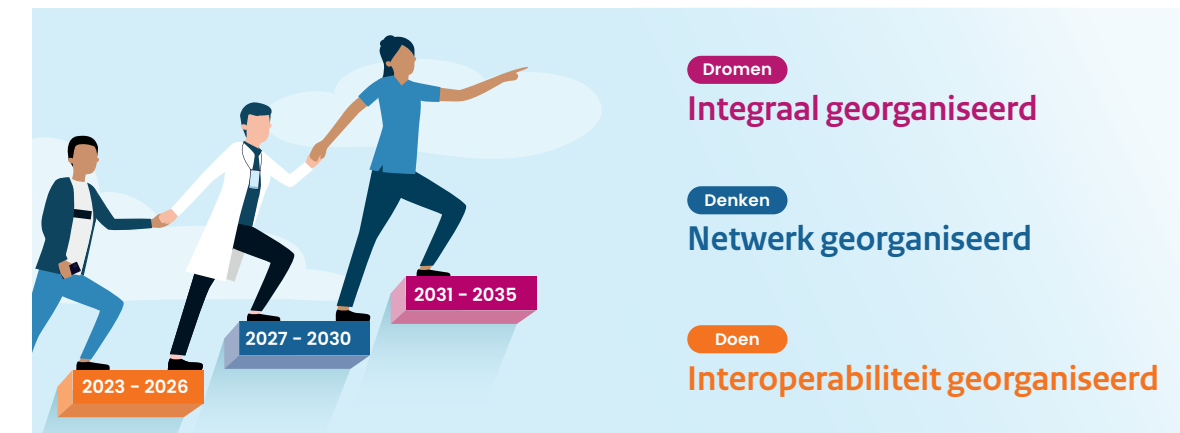 Dromen
Integraal georganiseerd
Denken
Netwerk georganiseerd
Doen
Interoperabiliteit georganiseerd
2031 - 2035
2027 - 2030
2023 - 2026